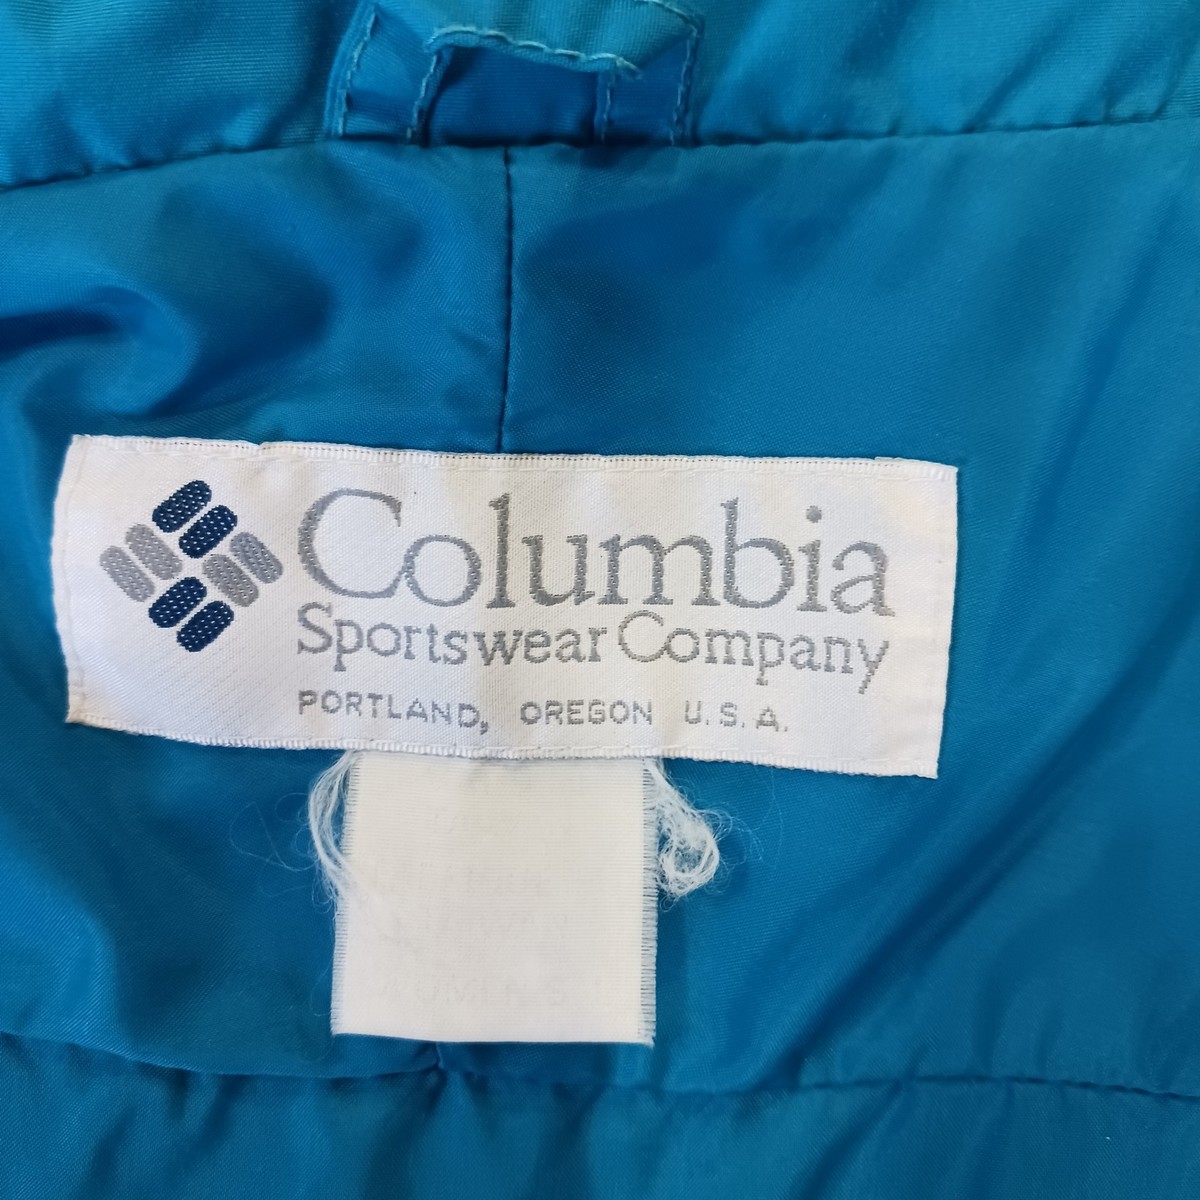 Columbia
Sportswear Company
PORTLAND, OREGON U.S.A.